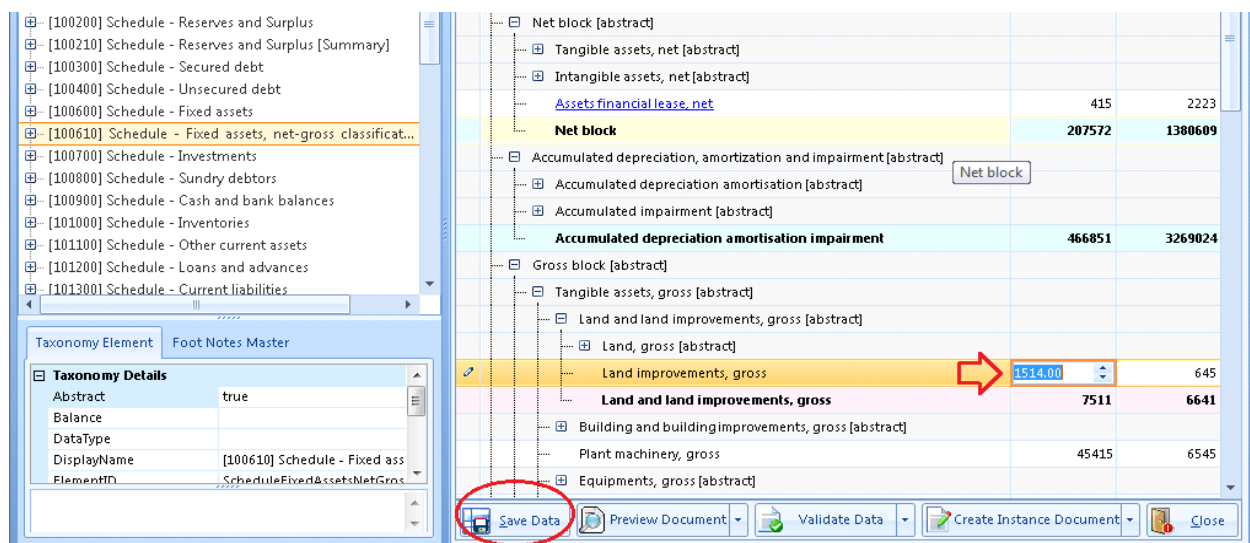 [100200] Schedule - Reserves and Surplus
[100210] Schedule - Reserves and Surplus [Summary]
[100300] Schedule - Secured debt
[100400] Schedule - Unsecured debt
[100600] Schedule - Fixed assets
[100610] Schedule - Fixed assets, net-gross classificat...
[100700] Schedule - Investments
[100800] Schedule - Sundry debtors
[100900] Schedule - Cash and bank balances
[101000] Schedule - Inventories
[101100] Schedule - Other current assets
[101200] Schedule - Loans and advances
[101300] Schedule - Current liabilities
Taxonomy Element Foot Notes Master
Taxonomy Details
Abstract true
Balance
DataType
DisplayName [100610] Schedule - Fixed ass
ElementID ScheduleFixedAssetsNetGros
Net block [abstract]
Tangible assets, net [abstract]
Intangible assets, net [abstract]
Assets financial lease, net 415 2223
Net block 207572 1380609
Accumulated depreciation, amortization and impairment [abstract]
Net block
Accumulated depreciation amortisation [abstract]
Accumulated impairment [abstract]
Accumulated depreciation amortisation impairment 466851 3269024
Gross block [abstract]
Tangible assets, gross [abstract]
Land and land improvements, gross [abstract]
Land, gross [abstract]
Land improvements, gross 1514.00 645
Land and land improvements, gross 7511 6641
Building and building improvements, gross [abstract]
Plant machinery, gross 45415 6545
Equipments, gross [abstract]
Save Data Preview Document Validate Data Create Instance Document Close